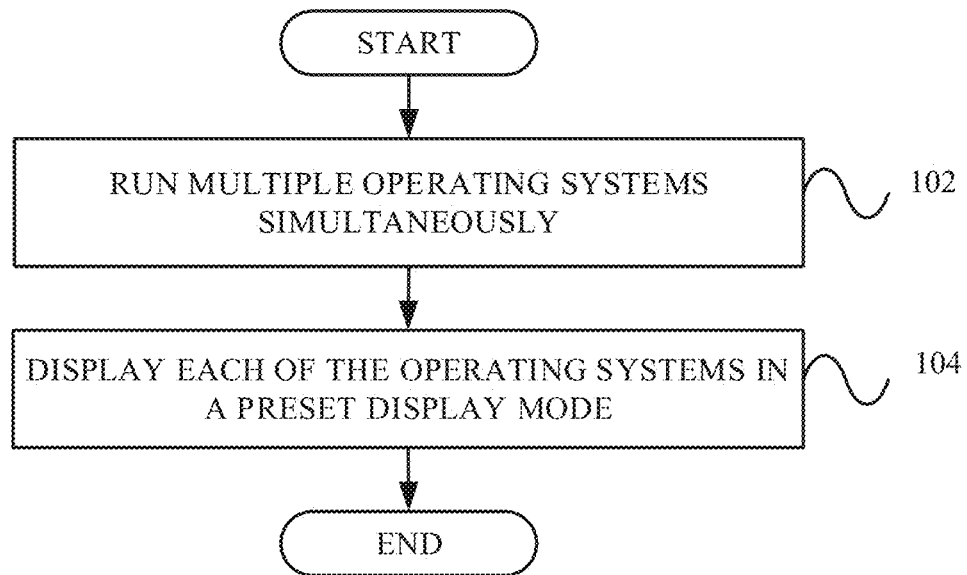 START
RUN MULTIPLE OPERATING SYSTEMS
SIMULTANEOUSLY
102
DISPLAY EACH OF THE OPERATING SYSTEMS IN
A PRESET DISPLAY MODE
104
END